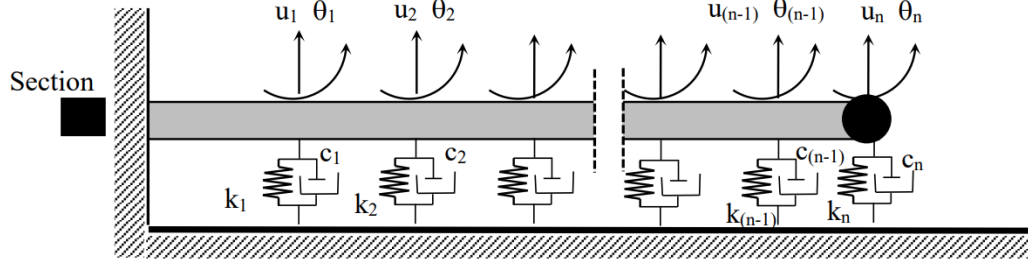 u₁ θ₁ u₂ θ₂ u₍ₙ₋₁₎ θ₍ₙ₋₁₎ uₙ θₙ
Section
c₁ c₂ c₍ₙ₋₁₎ cₙ
k₁ k₂ k₍ₙ₋₁₎ kₙ